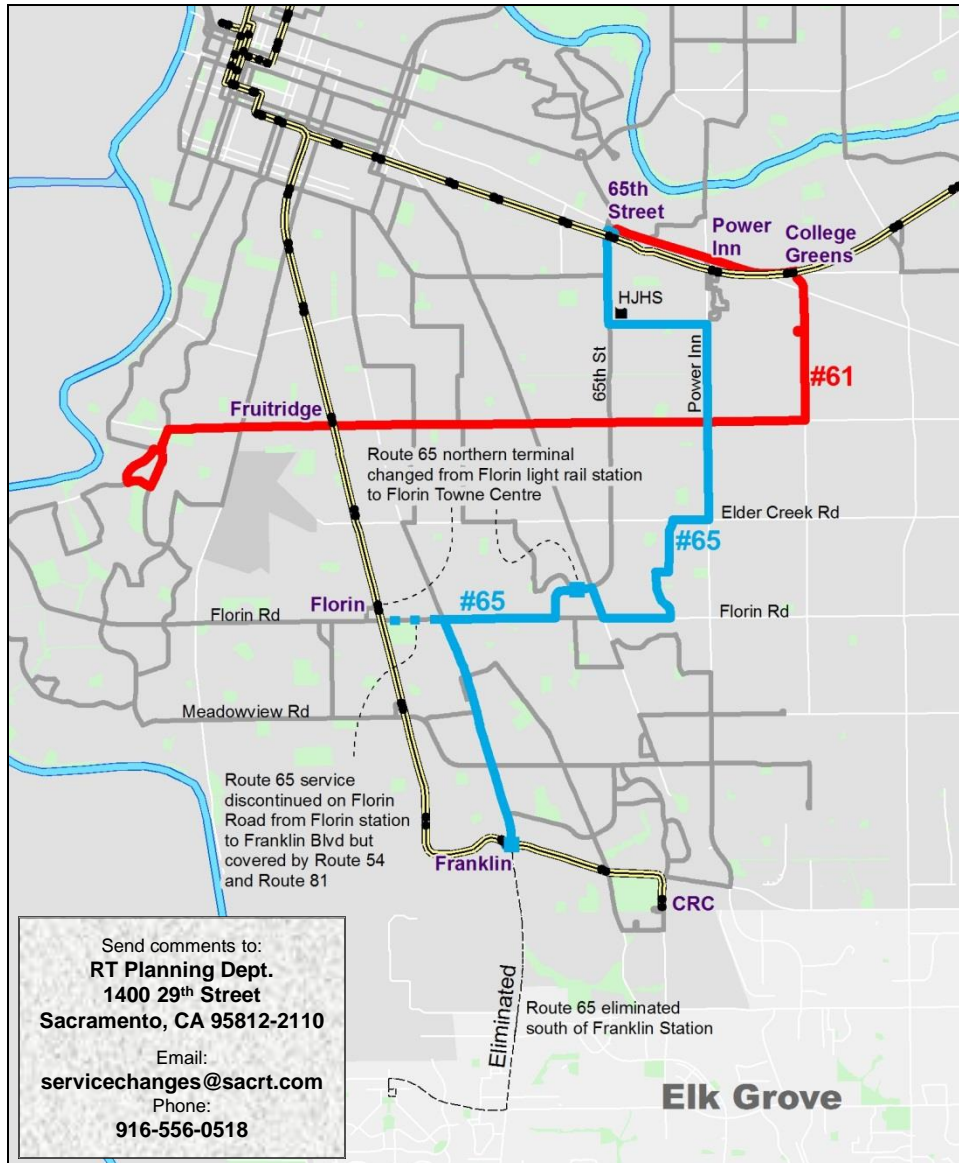 65th
Street
Power
Inn
College
Greens
HJHS
65th St
Power Inn
#61
Fruitridge
Route 65 northern terminal
changed from Florin light rail station
to Florin Towne Centre
Elder Creek Rd
#65
Florin
#65
Florin Rd
Florin Rd
Meadowview Rd
Route 65 service
discontinued on Florin
Road from Florin station
to Franklin Blvd but
covered by Route 54
and Route 81
Franklin
CRC
Eliminated
Route 65 eliminated
south of Franklin Station
Elk Grove
Send comments to:
RT Planning Dept.
1400 29th Street
Sacramento, CA 95812-2110
Email:
servicechanges@sacrt.com
Phone:
916-556-0518